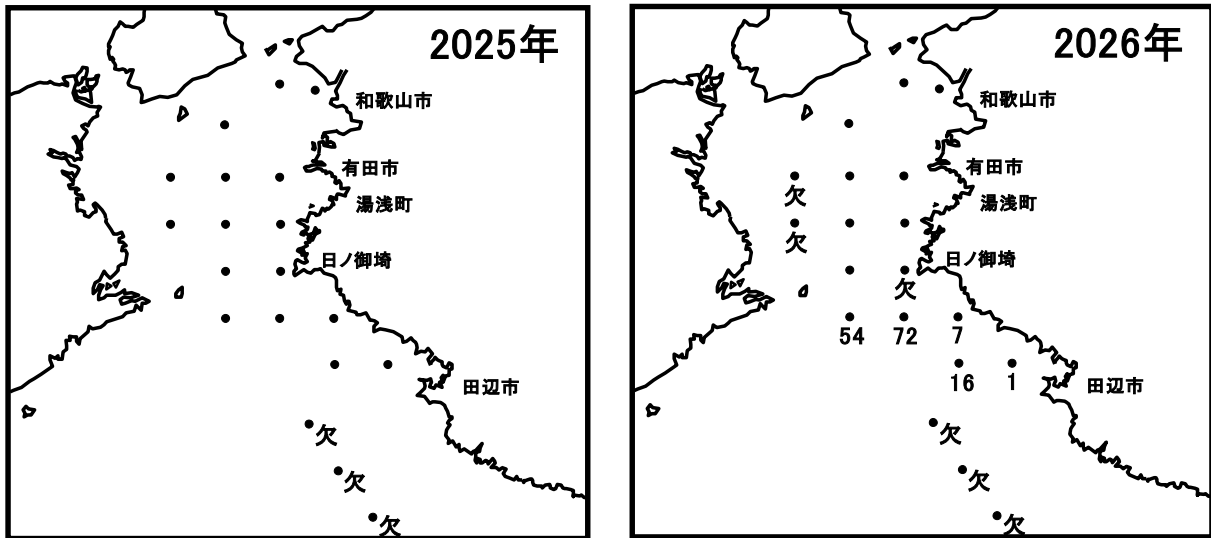 2025年
和歌山市
有田市
湯浅町
日ノ御埼
田辺市
欠
欠
欠
2026年
和歌山市
有田市
欠
湯浅町
欠
日ノ御埼
欠
54 72 7
16 1
田辺市
欠
欠
欠